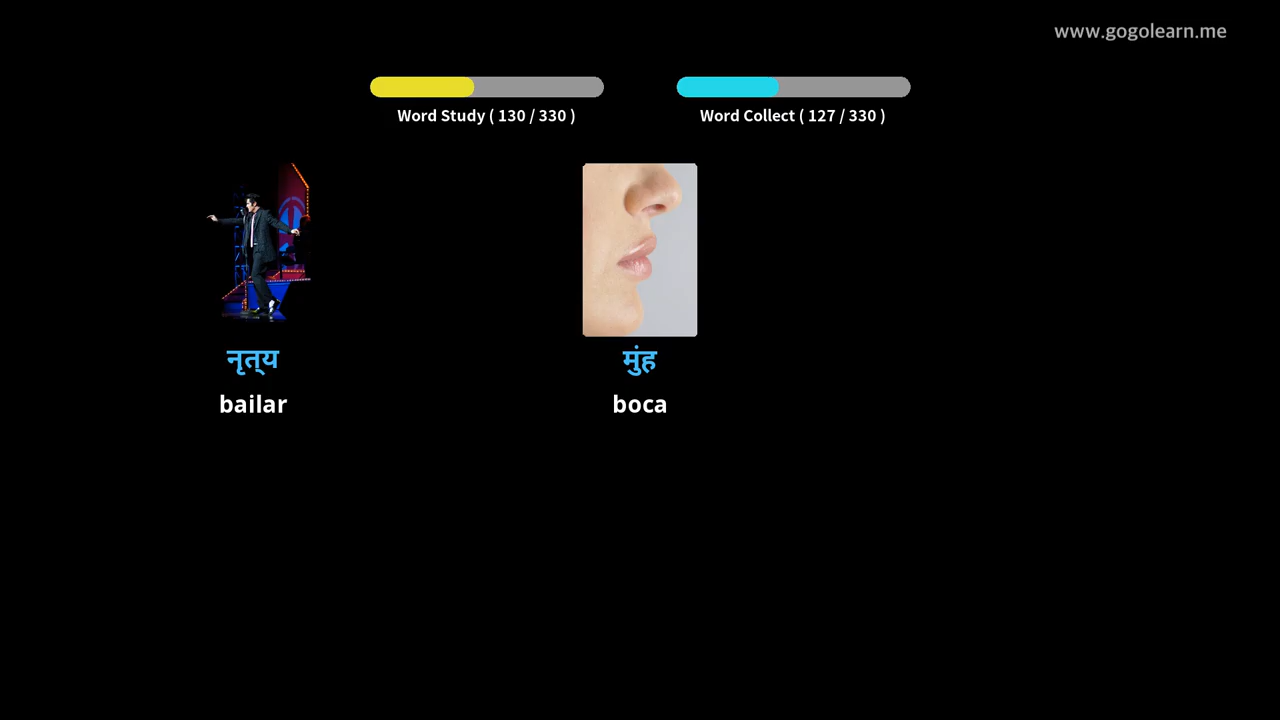 www.gogolearn.me
Word Study ( 130 / 330 )
Word Collect ( 127 / 330 )
नृत्य
मुंह
bailar
boca